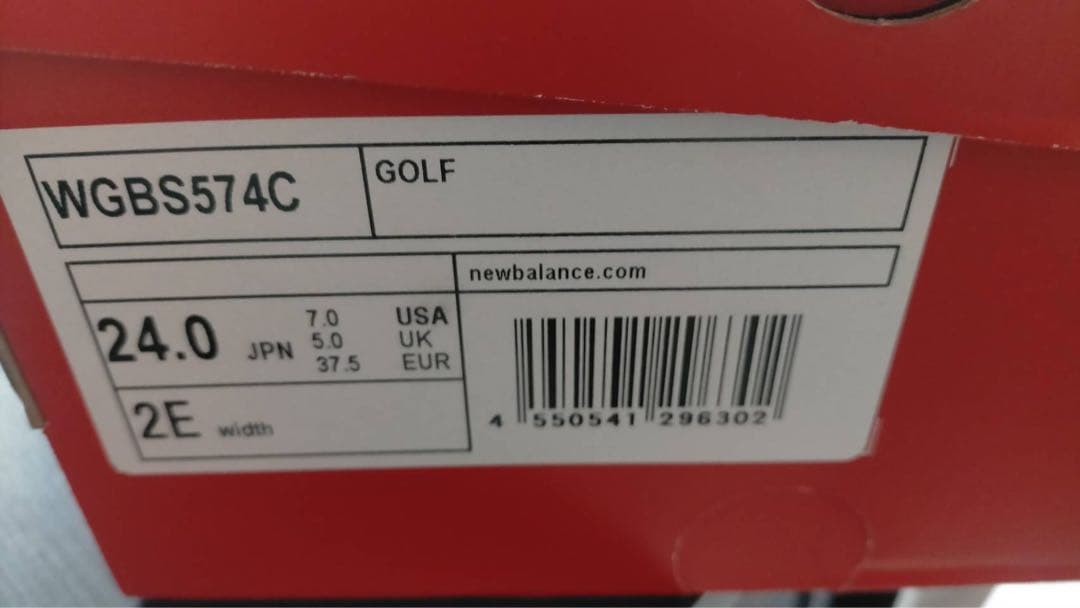 WGBS574C
GOLF
newbalance.com
24.0 JPN
7.0 USA
5.0 UK
37.5 EUR
2E width
4 550541 296302